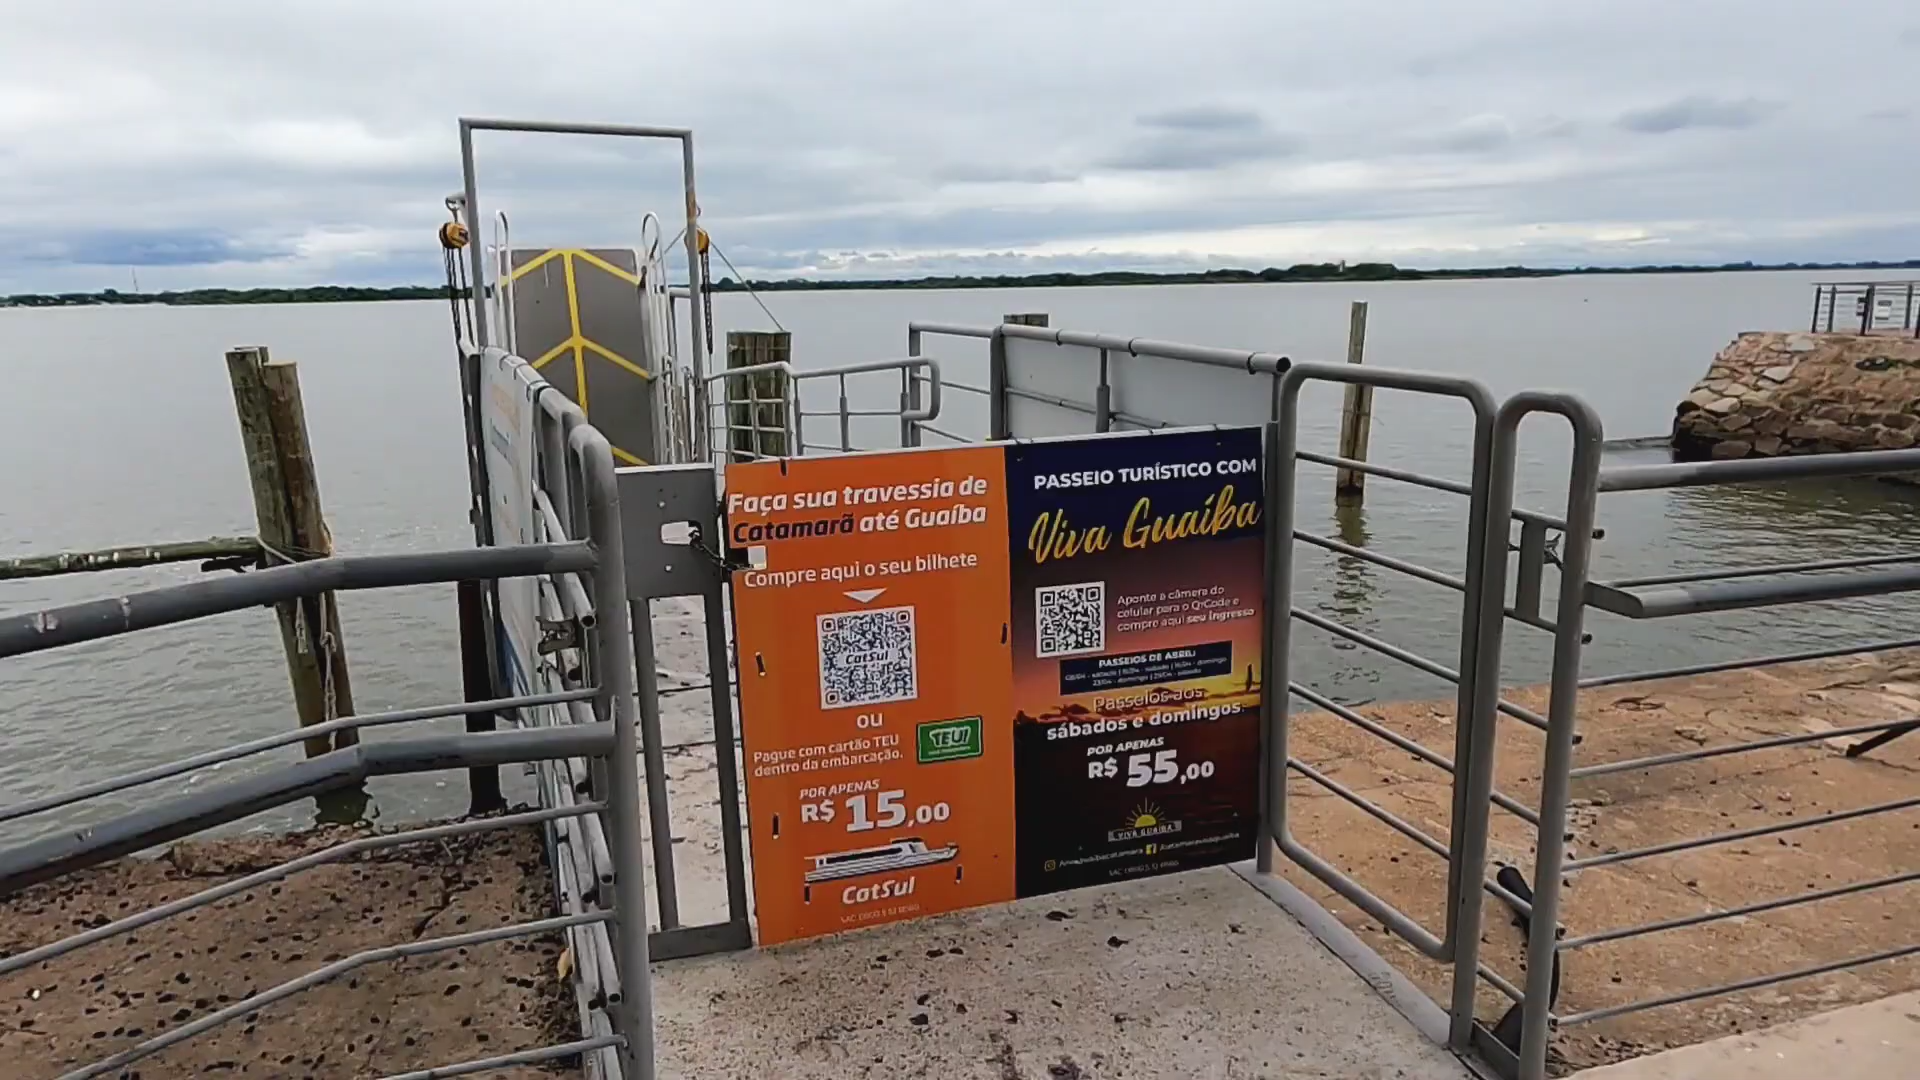 Faça sua travessia de
Catamarã até Guaíba
Compre aqui o seu bilhete
CatSul
ou
Pague com cartão TEU
dentro da embarcação.
TEU!
POR APENAS
R$ 15,00
CatSul
PASSEIO TURÍSTICO COM
Viva Guaíba
Aponte a câmera do
celular para o QrCode e
compre aqui seu ingresso
PASSEIOS DE ABRIL:
Passeios aos
sábados e domingos.
POR APENAS
R$ 55,00
VIVA GUAÍBA